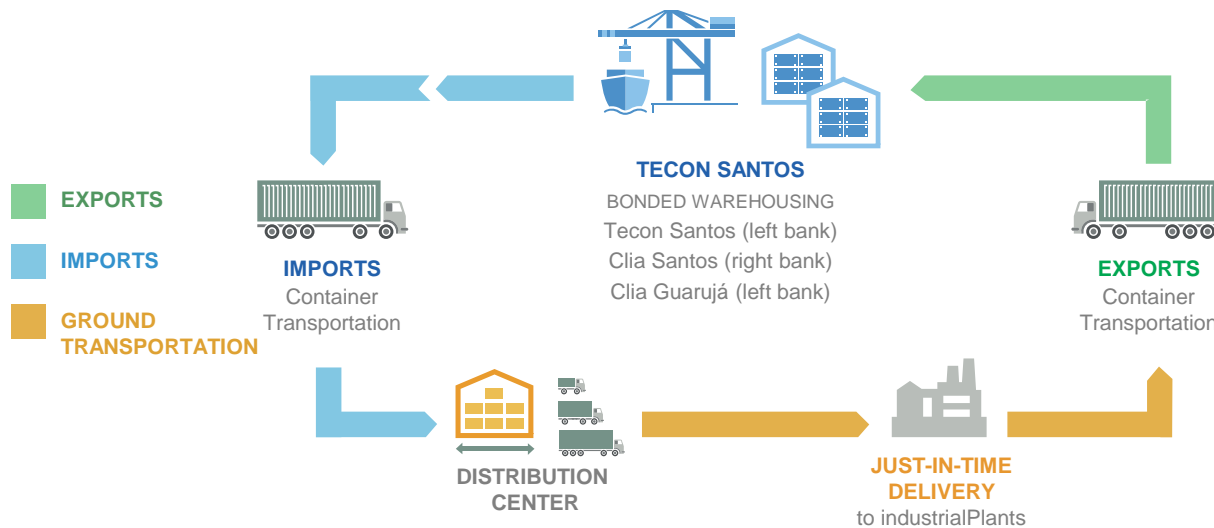 TECON SANTOS
BONDED WAREHOUSING
Tecon Santos (left bank)
Clia Santos (right bank)
Clia Guarujá (left bank)
EXPORTS
IMPORTS
GROUND
TRANSPORTATION
IMPORTS
Container
Transportation
EXPORTS
Container
Transportation
DISTRIBUTION
CENTER
JUST-IN-TIME
DELIVERY
to industrialPlants